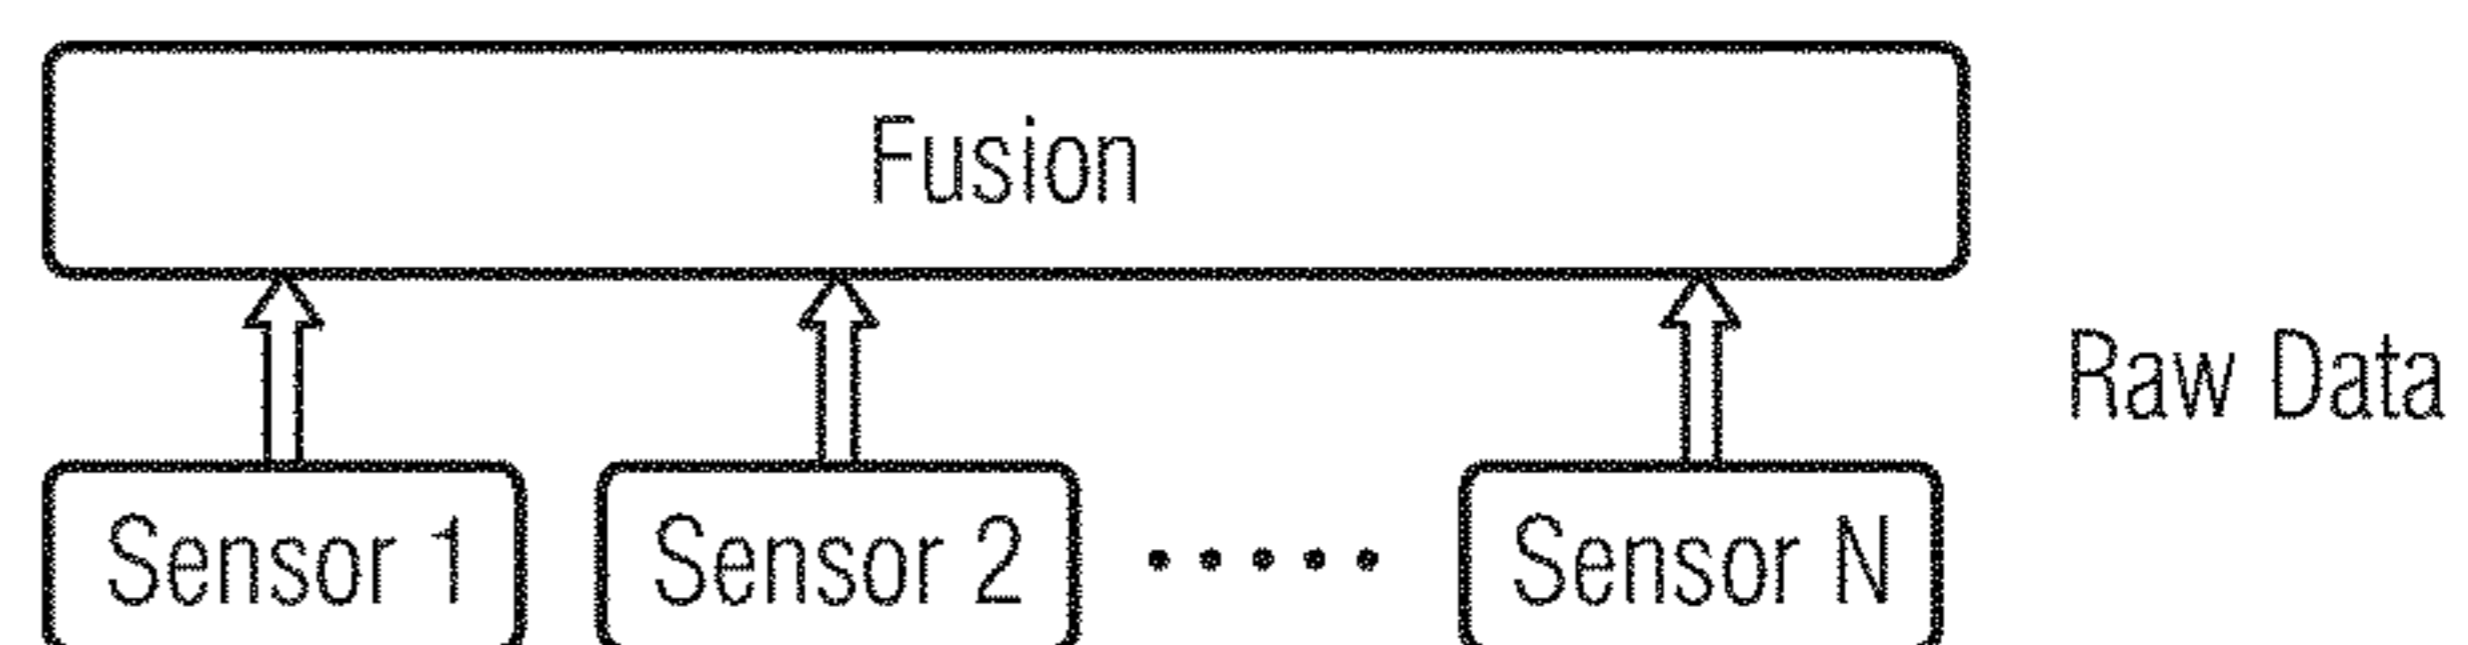 Fusion
Raw Data
Sensor 1
Sensor 2
Sensor N